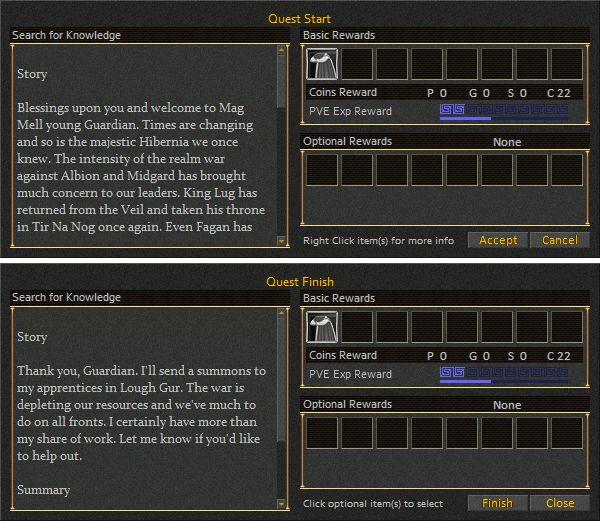 Quest Start
Search for Knowledge
Story
Blessings upon you and welcome to Mag
Mell young Guardian. Times are changing
and so is the majestic Hibernia we once
knew. The intensity of the realm war
against Albion and Midgard has brought
much concern to our leaders. King Lug has
returned from the Veil and taken his throne
in Tir Na Nog once again. Even Fagan has
Basic Rewards
Coins Reward P 0 G 0 S 0 C 22
PVE Exp Reward
Optional Rewards None
Right Click item(s) for more info Accept Cancel
Quest Finish
Search for Knowledge
Story
Thank you, Guardian. I'll send a summons to
my apprentices in Lough Gur. The war is
depleting our resources and we've much to
do on all fronts. I certainly have more than
my share of work. Let me know if you'd like
to help out.
Summary
Basic Rewards
Coins Reward P 0 G 0 S 0 C 22
PVE Exp Reward
Optional Rewards None
Click optional item(s) to select Finish Close